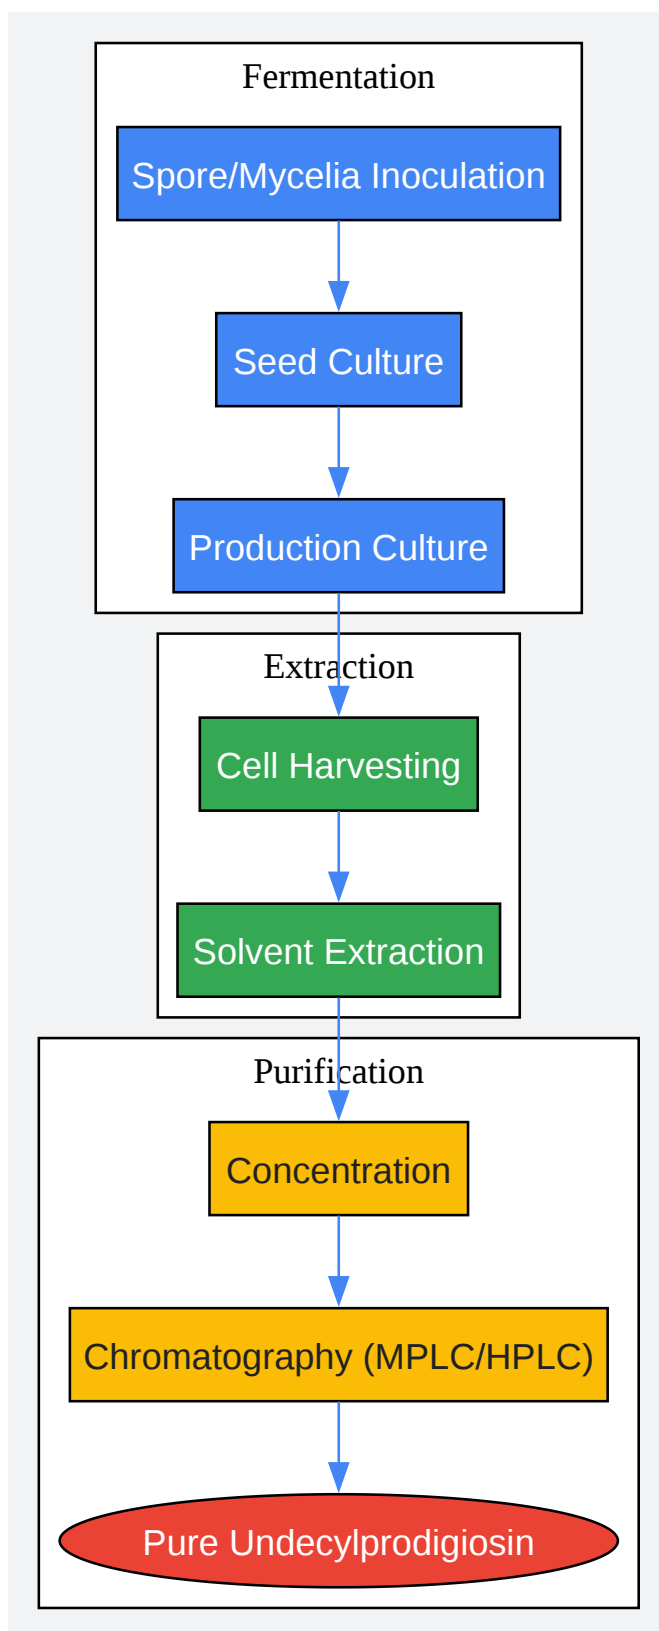 Fermentation
Spore/Mycelia Inoculation
Seed Culture
Production Culture
Extraction
Cell Harvesting
Solvent Extraction
Purification
Concentration
Chromatography (MPLC/HPLC)
Pure Undecylprodigiosin